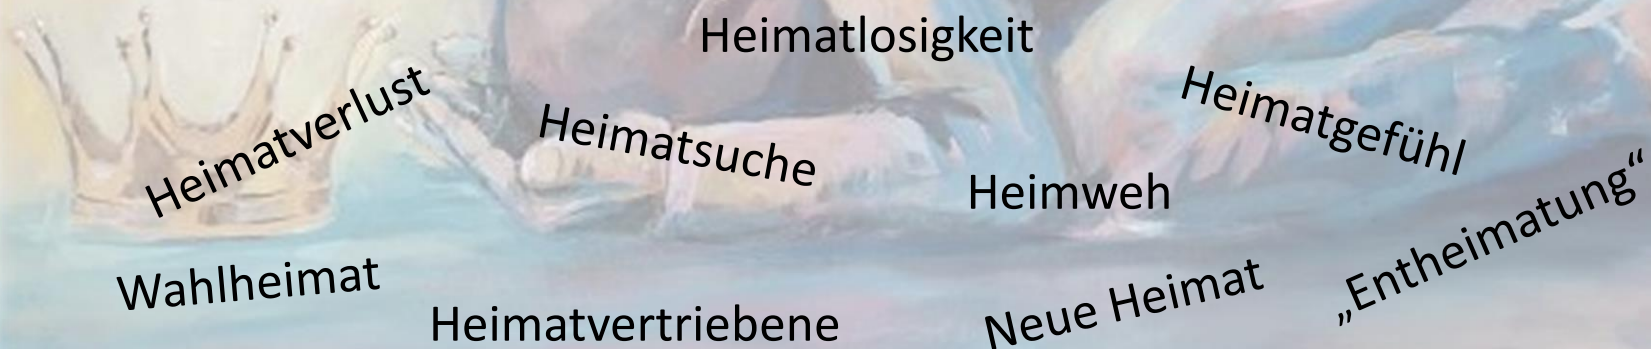 Heimatlosigkeit
Heimatverlust
Heimatsuche
Heimatgefühl
Heimweh
„Entheimatung“
Wahlheimat
Heimatvertriebene
Neue Heimat